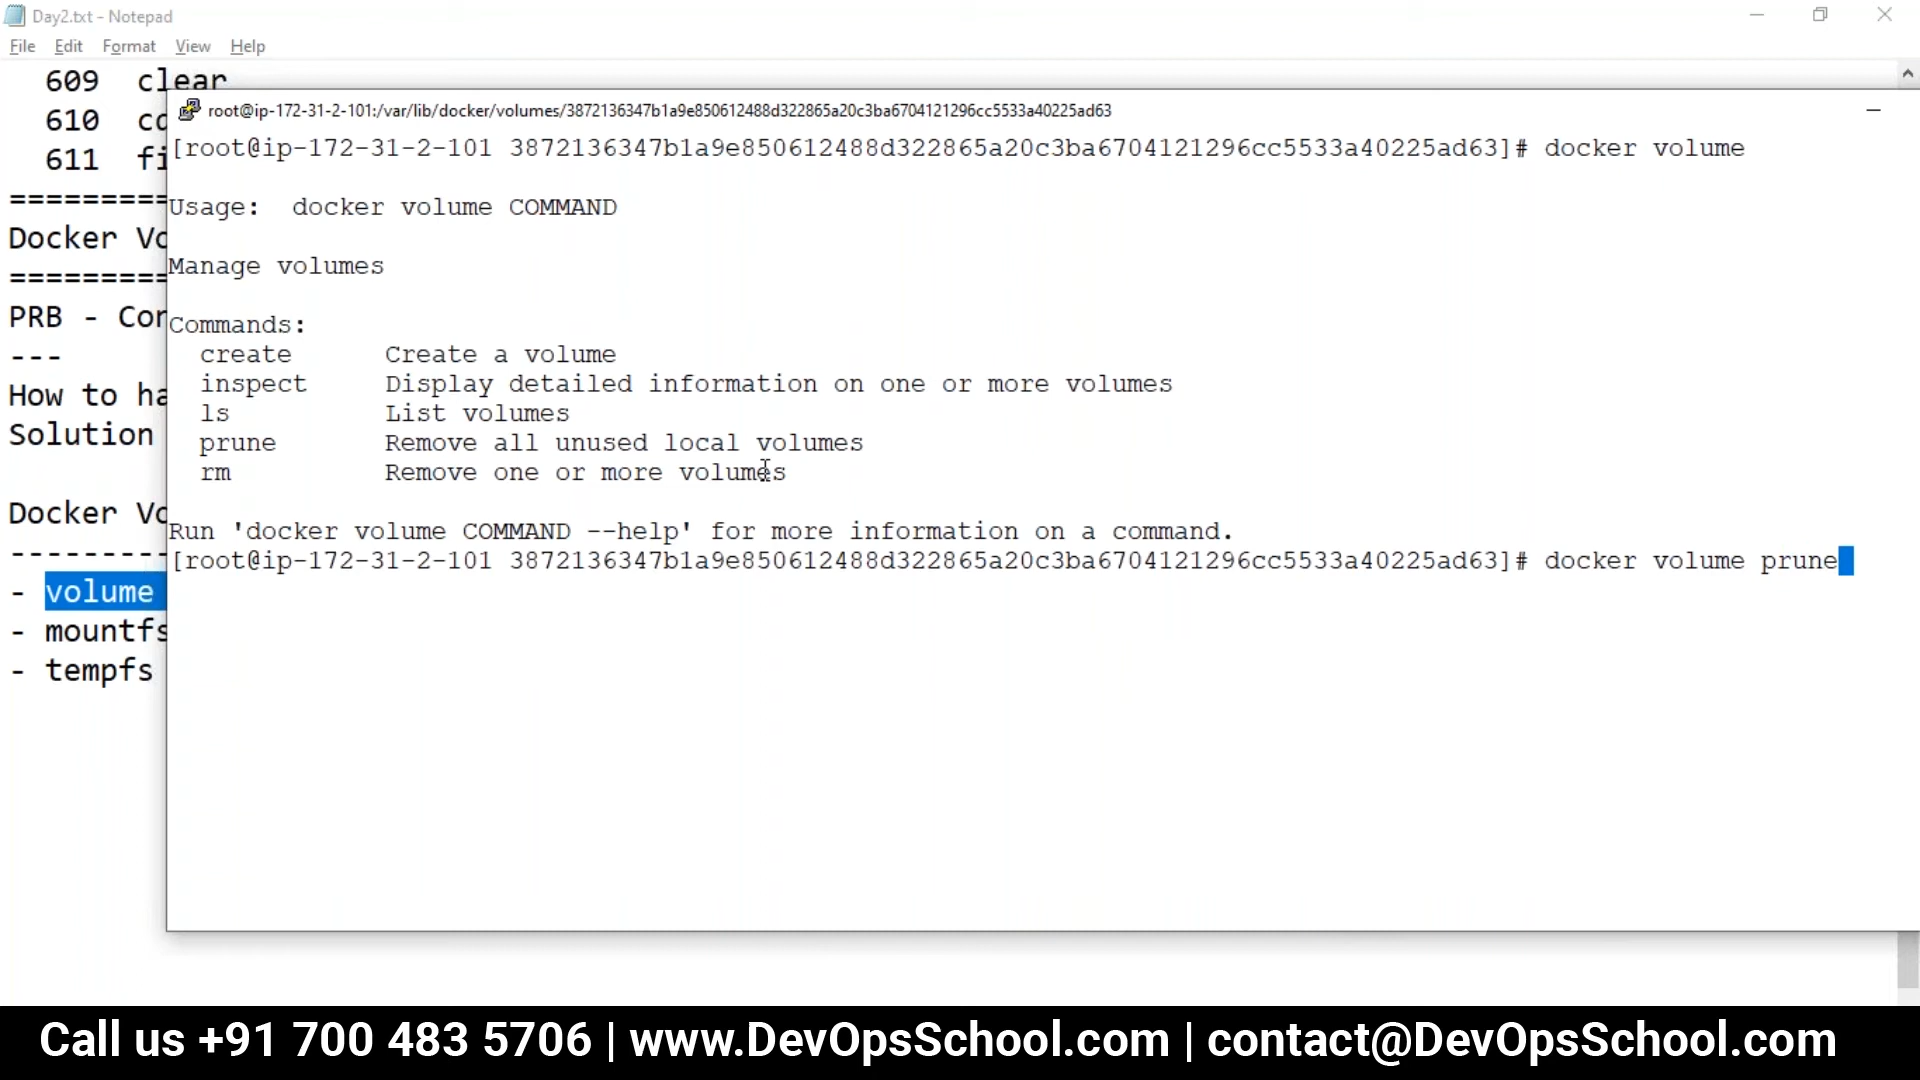 Day2.txt - Notepad
File Edit Format View Help
609 clear
610 cd
611 fi
==========
Docker Vo
==========
PRB - Con
---
How to ha
Solution
Docker Vo
---------
- volume
- mountfs
- tempfs
root@ip-172-31-2-101:/var/lib/docker/volumes/3872136347b1a9e850612488d322865a20c3ba6704121296cc5533a40225ad63
[root@ip-172-31-2-101 3872136347b1a9e850612488d322865a20c3ba6704121296cc5533a40225ad63]# docker volume
Usage:  docker volume COMMAND
Manage volumes
Commands:
create      Create a volume
inspect     Display detailed information on one or more volumes
ls          List volumes
prune       Remove all unused local volumes
rm          Remove one or more volumes
Run 'docker volume COMMAND --help' for more information on a command.
[root@ip-172-31-2-101 3872136347b1a9e850612488d322865a20c3ba6704121296cc5533a40225ad63]# docker volume prune
Call us +91 700 483 5706 | www.DevOpsSchool.com | contact@DevOpsSchool.com